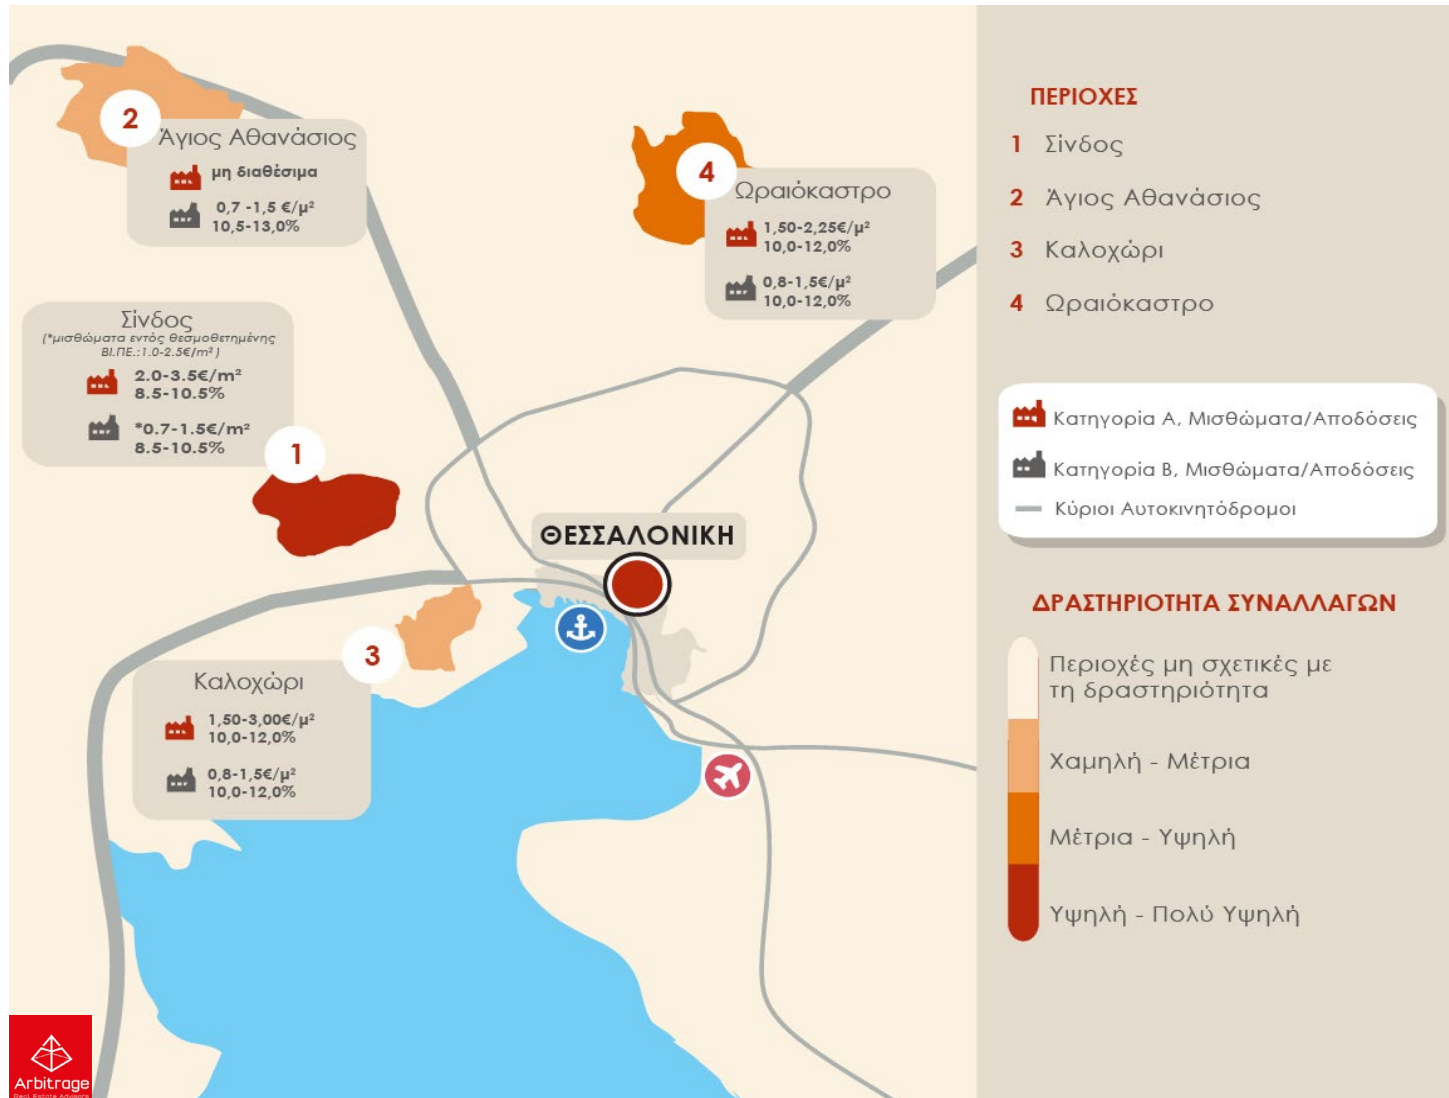 2
Άγιος Αθανάσιος
μη διαθέσιμα
0,7 -1,5 €/μ²
10,5-13,0%
4
Ωραιόκαστρο
1,50-2,25€/μ²
10,0-12,0%
0,8-1,5€/μ²
10,0-12,0%
Σίνδος
(*μισθώματα εντός θεσμοθετημένης
ΒΙ.ΠΕ.:1.0-2.5€/m²)
2.0-3.5€/m²
8.5-10.5%
*0.7-1.5€/m²
8.5-10.5%
1
ΘΕΣΣΑΛΟΝΙΚΗ
3
Καλοχώρι
1,50-3,00€/μ²
10,0-12,0%
0,8-1,5€/μ²
10,0-12,0%
Arbitrage
Real Estate Advisors
ΠΕΡΙΟΧΕΣ
1 Σίνδος
2 Άγιος Αθανάσιος
3 Καλοχώρι
4 Ωραιόκαστρο
Κατηγορία Α, Μισθώματα/Αποδόσεις
Κατηγορία Β, Μισθώματα/Αποδόσεις
Κύριοι Αυτοκινητόδρομοι
ΔΡΑΣΤΗΡΙΟΤΗΤΑ ΣΥΝΑΛΛΑΓΩΝ
Περιοχές μη σχετικές με
τη δραστηριότητα
Χαμηλή - Μέτρια
Μέτρια - Υψηλή
Υψηλή - Πολύ Υψηλή